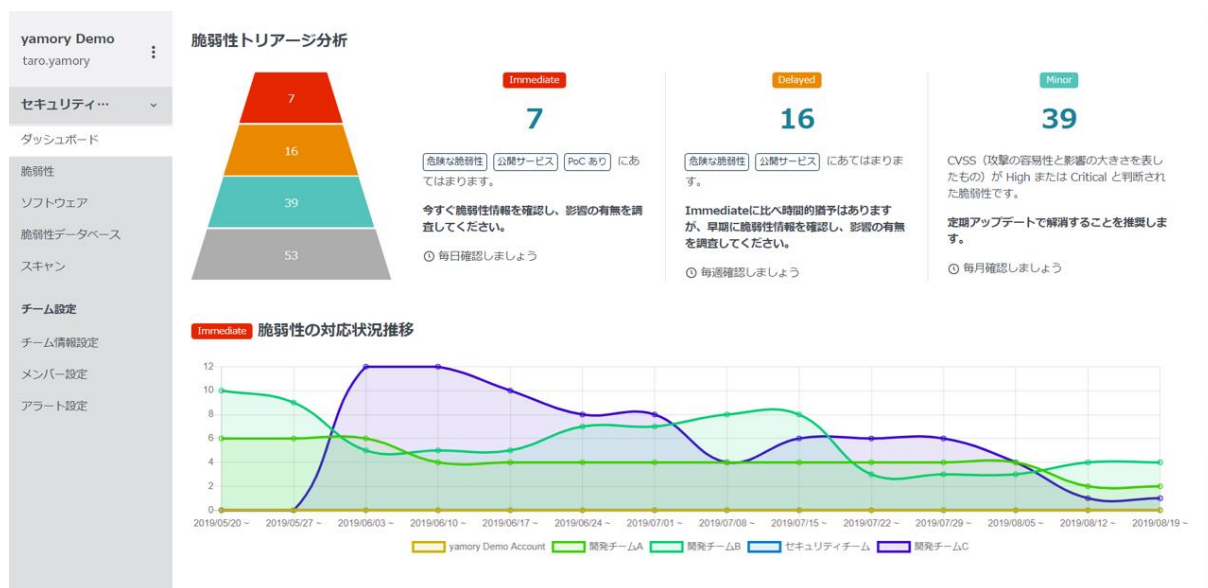 yamory Demo
taro.yamory
セキュリティ…
ダッシュボード
脆弱性
ソフトウェア
脆弱性データベース
スキャン
チーム設定
チーム情報設定
メンバー設定
アラート設定
脆弱性トリアージ分析
7
16
39
53
Immediate
7
危険な脆弱性 公開サービス PoC あり にあ
てはまります。
今すぐ脆弱性情報を確認し、影響の有無を調
査してください。
毎日確認しましょう
Delayed
16
危険な脆弱性 公開サービス にあてはまりま
す。
Immediateに比べ時間的猶予はあります
が、早期に脆弱性情報を確認し、影響の有無
を調査してください。
毎週確認しましょう
Minor
39
CVSS（攻撃の容易性と影響の大きさを表し
たもの）が High または Critical と判断され
た脆弱性です。
定期アップデートで解消することを推奨しま
す。
毎月確認しましょう
Immediate 脆弱性の対応状況推移
12
10
8
6
4
2
0
2019/05/20 ~ 2019/05/27 ~ 2019/06/03 ~ 2019/06/10 ~ 2019/06/17 ~ 2019/06/24 ~ 2019/07/01 ~ 2019/07/08 ~ 2019/07/15 ~ 2019/07/22 ~ 2019/07/29 ~ 2019/08/05 ~ 2019/08/12 ~ 2019/08/19 ~
yamory Demo Account 開発チームA 開発チームB セキュリティチーム 開発チームC